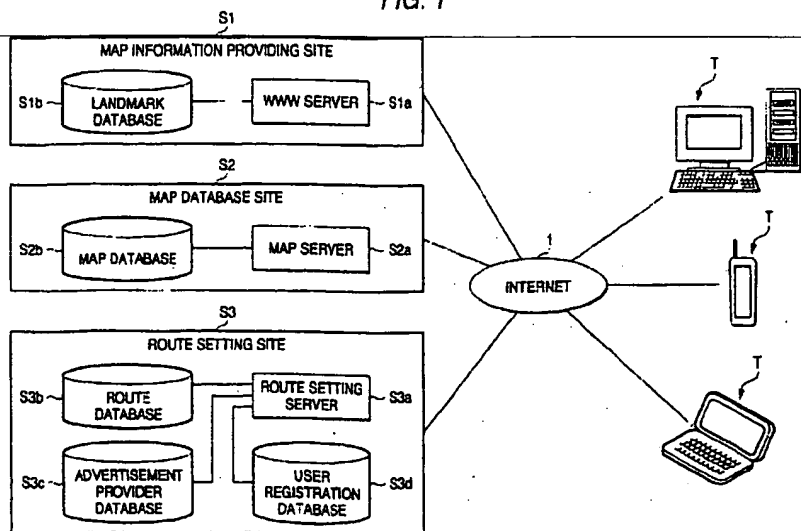 FIG. 1
S1
MAP INFORMATION PROVIDING SITE
S1b
LANDMARK
DATABASE
WWW SERVER
S1a
S2
MAP DATABASE SITE
S2b
MAP DATABASE
MAP SERVER
S2a
S3
ROUTE SETTING SITE
S3b
ROUTE
DATABASE
ROUTE SETTING
SERVER
S3a
S3c
ADVERTISEMENT
PROVIDER
DATABASE
USER
REGISTRATION
DATABASE
S3d
1
INTERNET
T
T
T